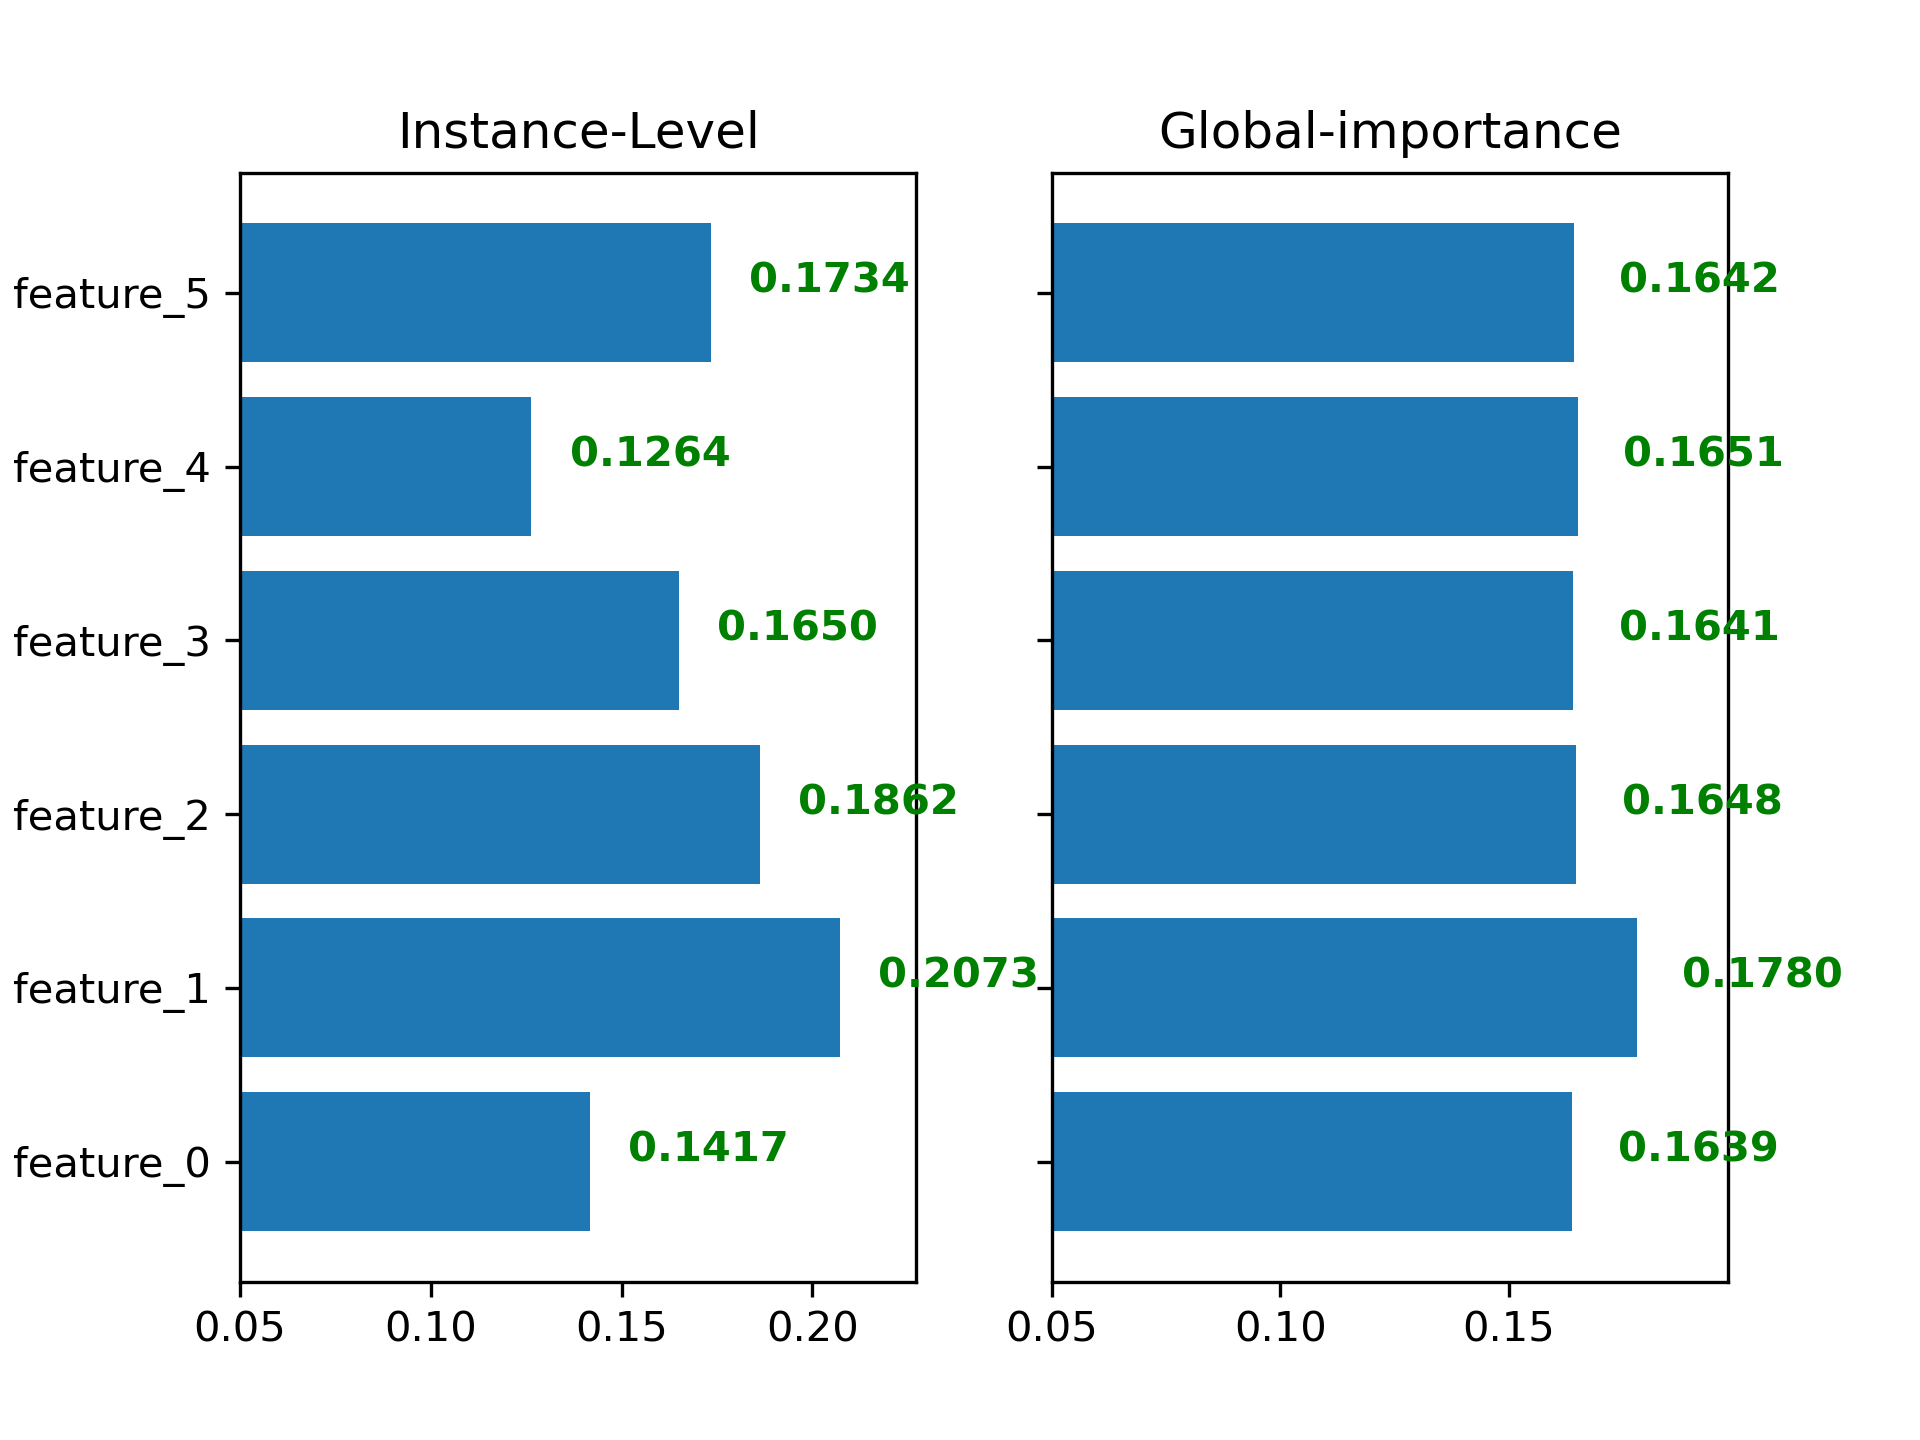 Instance-Level
Global-importance
feature_5
0.1734
0.1642
feature_4
0.1264
0.1651
feature_3
0.1650
0.1641
feature_2
0.1862
0.1648
feature_1
0.2073
0.1780
feature_0
0.1417
0.1639
0.05 0.10 0.15 0.20
0.05 0.10 0.15